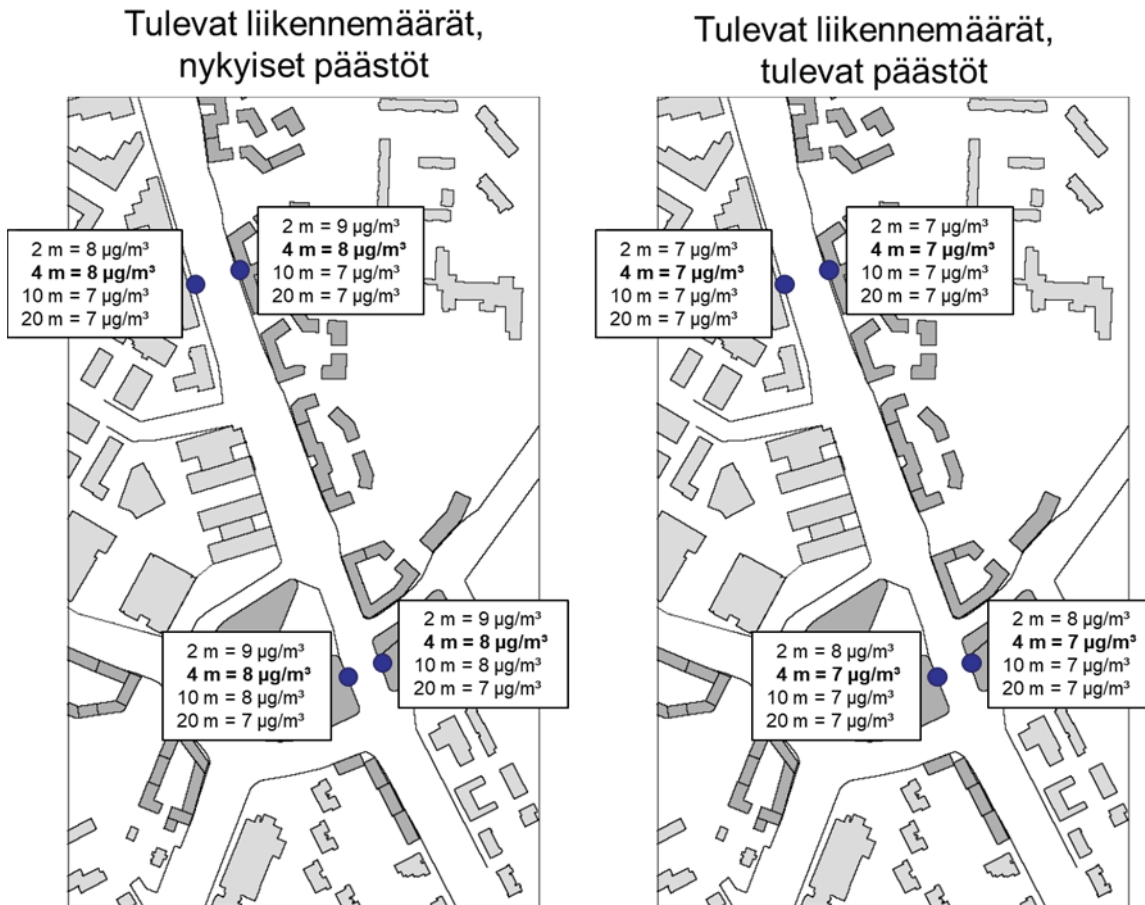 Tulevat liikennemäärät,
nykyiset päästöt
2 m = 8 µg/m³
4 m = 8 µg/m³
10 m = 7 µg/m³
20 m = 7 µg/m³
2 m = 9 µg/m³
4 m = 8 µg/m³
10 m = 7 µg/m³
20 m = 7 µg/m³
2 m = 9 µg/m³
4 m = 8 µg/m³
10 m = 8 µg/m³
20 m = 7 µg/m³
2 m = 9 µg/m³
4 m = 8 µg/m³
10 m = 8 µg/m³
20 m = 7 µg/m³
Tulevat liikennemäärät,
tulevat päästöt
2 m = 7 µg/m³
4 m = 7 µg/m³
10 m = 7 µg/m³
20 m = 7 µg/m³
2 m = 7 µg/m³
4 m = 7 µg/m³
10 m = 7 µg/m³
20 m = 7 µg/m³
2 m = 8 µg/m³
4 m = 7 µg/m³
10 m = 7 µg/m³
20 m = 7 µg/m³
2 m = 8 µg/m³
4 m = 7 µg/m³
10 m = 7 µg/m³
20 m = 7 µg/m³